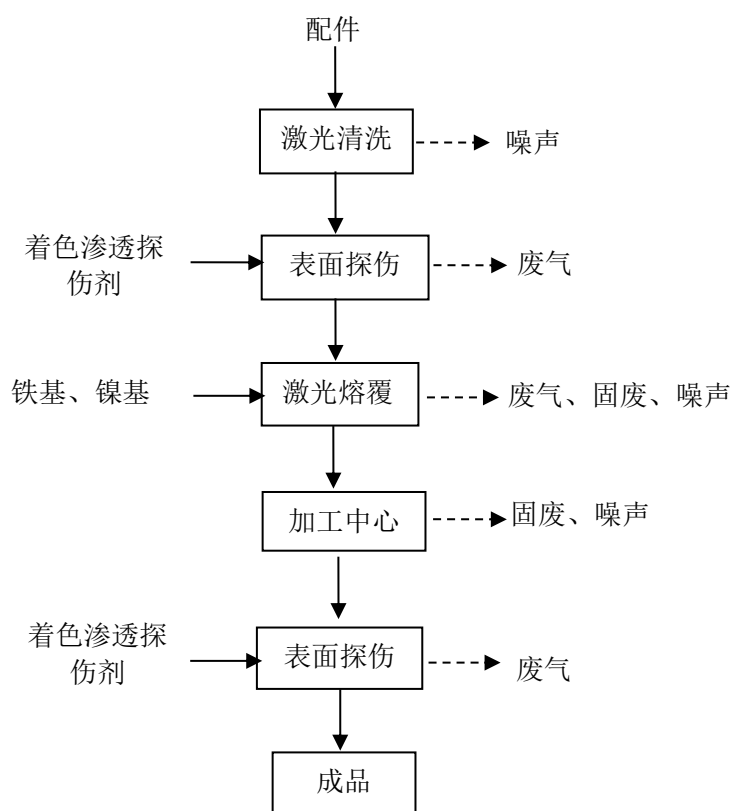 配件
激光清洗
噪声
着色渗透探
伤剂
表面探伤
废气
铁基、镍基
激光熔覆
废气、固废、噪声
加工中心
固废、噪声
着色渗透探
伤剂
表面探伤
废气
成品